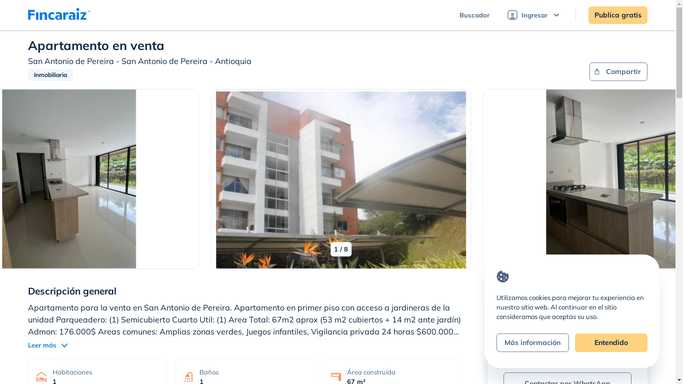 Fincaraiz
Buscador
Ingresar
Publica gratis
Apartamento en venta
San Antonio de Pereira - San Antonio de Pereira - Antioquia
Inmobiliaria
Compartir
1 / 8
Descripción general
Apartamento para la venta en San Antonio de Pereira. Apartamento en primer piso con acceso a jardineras de la
unidad Parqueadero: (1) Semicubierto Cuarto Util: (1) Area Total: 67m2 aprox (53 m2 cubiertos + 14 m2 ante jardín)
Admon: 176.000$ Areas comunes: Amplias zonas verdes, Juegos infantiles, Vigilancia privada 24 horas $600.000...
Leer más
Habitaciones
1
Baños
1
Área construida
67 m²
Utilizamos cookies para mejorar tu experiencia en
nuestro sitio web. Al continuar en el sitio
consideramos que aceptas su uso.
Más información
Entendido
Contactar por WhatsApp